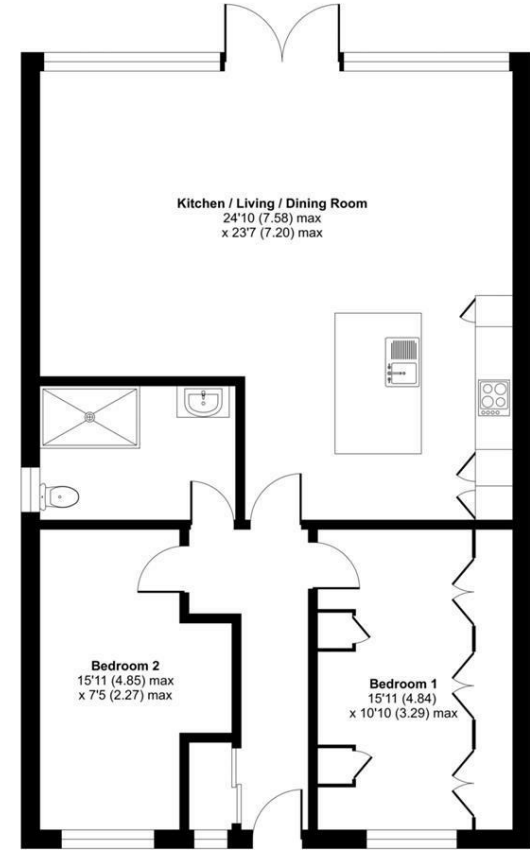 Kitchen / Living / Dining Room
24'10 (7.58) max
x 23'7 (7.20) max
Bedroom 2
15'11 (4.85) max
x 7'5 (2.27) max
Bedroom 1
15'11 (4.84)
x 10'10 (3.29) max